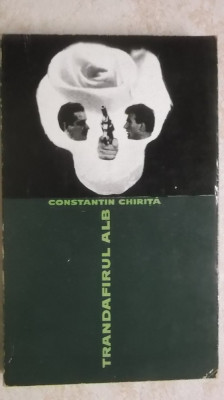 CONSTANTIN CHIRIȚĂ
TRANDAFIRUL ALB